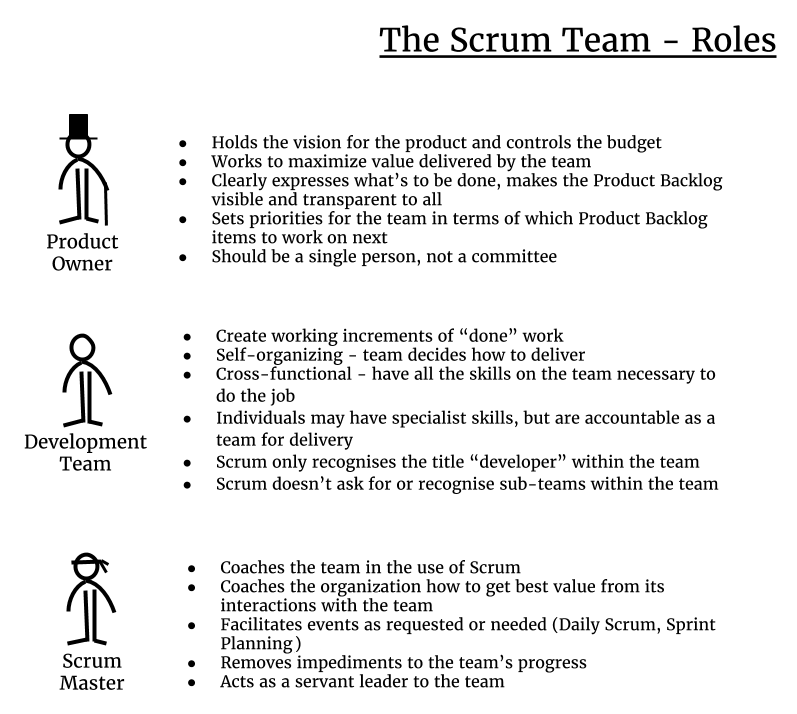 The Scrum Team - Roles
• Holds the vision for the product and controls the budget
• Works to maximize value delivered by the team
• Clearly expresses what's to be done, makes the Product Backlog
visible and transparent to all
• Sets priorities for the team in terms of which Product Backlog
items to work on next
• Should be a single person, not a committee
Product
Owner
• Create working increments of “done” work
• Self-organizing - team decides how to deliver
• Cross-functional - have all the skills on the team necessary to
do the job
• Individuals may have specialist skills, but are accountable as a
team for delivery
• Scrum only recognises the title “developer” within the team
• Scrum doesn't ask for or recognise sub-teams within the team
Development
Team
• Coaches the team in the use of Scrum
• Coaches the organization how to get best value from its
interactions with the team
• Facilitates events as requested or needed (Daily Scrum, Sprint
Planning)
• Removes impediments to the team's progress
• Acts as a servant leader to the team
Scrum
Master